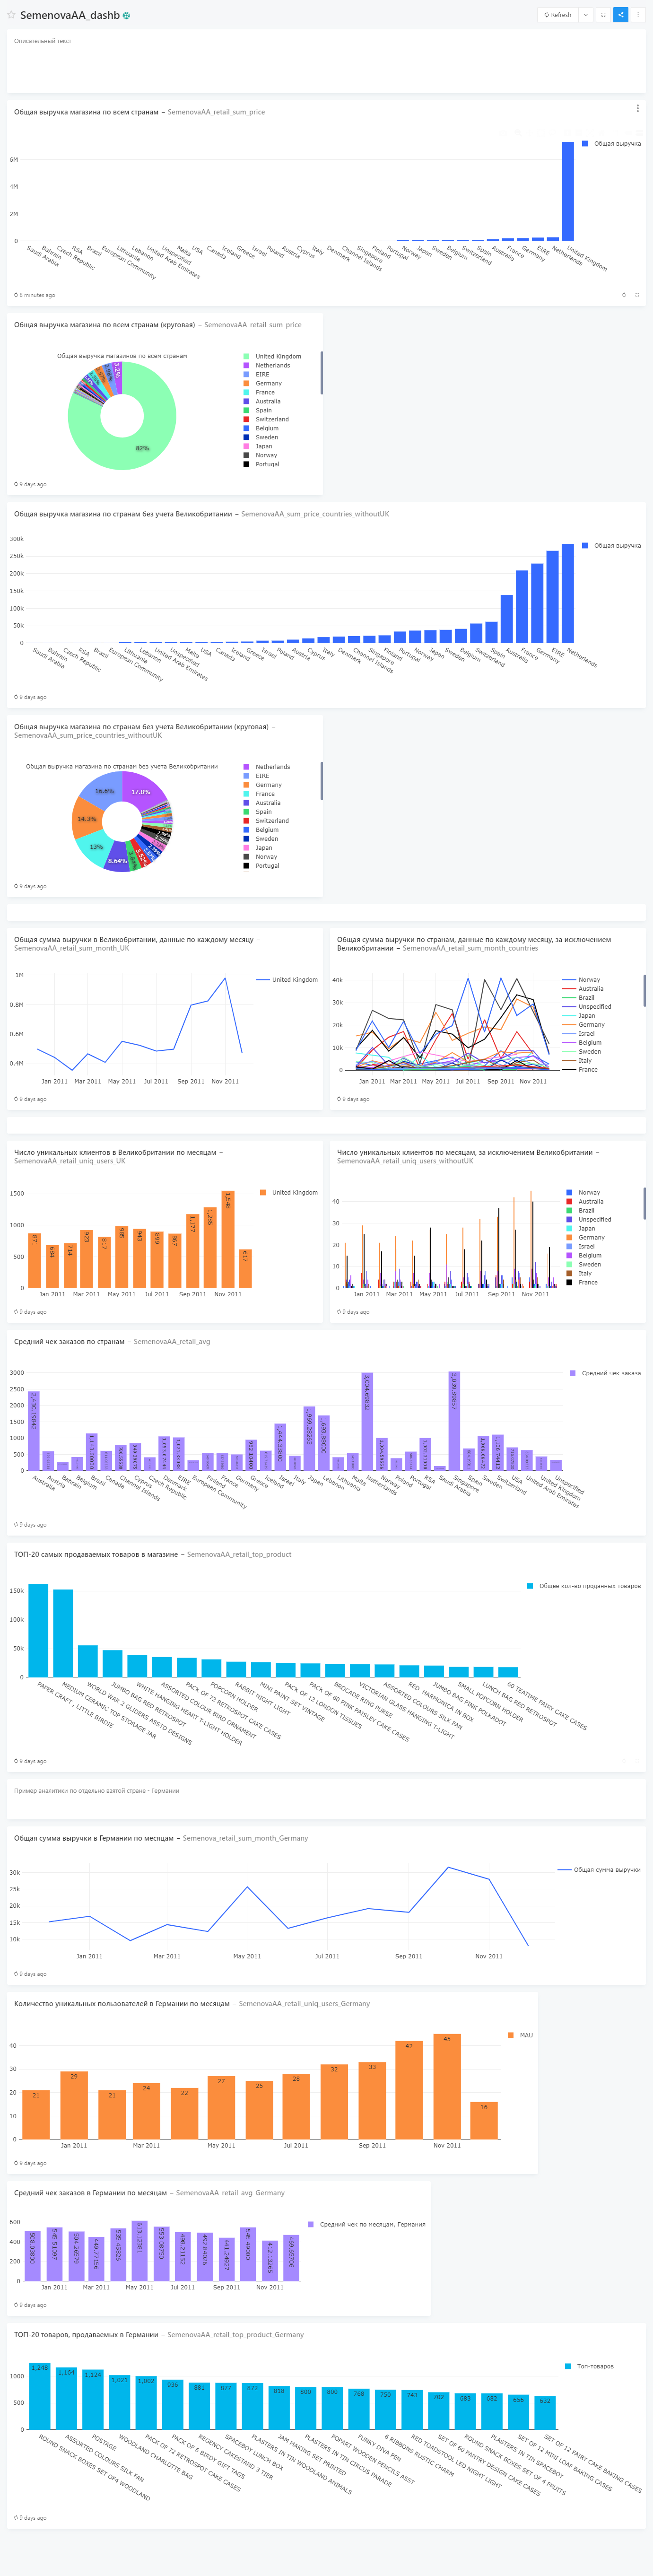 SemenovaAA_dashb
Refresh
Описательный текст
Общая выручка магазина по всем странам – SemenovaAA_retail_sum_price
6M
4M
2M
0
Общая выручка
Saudi Arabia
Bahrain
Czech Republic
RSA
Brazil
European Community
Lithuania
Lebanon
United Arab Emirates
Unspecified
Malta
USA
Canada
Iceland
Greece
Israel
Poland
Austria
Cyprus
Italy
Denmark
Channel Islands
Singapore
Finland
Portugal
Norway
Japan
Sweden
Belgium
Switzerland
Spain
Australia
France
Germany
EIRE
Netherlands
United Kingdom
8 minutes ago
Общая выручка магазина по всем странам (круговая) – SemenovaAA_retail_sum_price
Общая выручка магазинов по всем странам
82%
3.2%
United Kingdom
Netherlands
EIRE
Germany
France
Australia
Spain
Switzerland
Belgium
Sweden
Japan
Norway
Portugal
9 days ago
Общая выручка магазина по странам без учета Великобритании – SemenovaAA_sum_price_countries_withoutUK
300k
250k
200k
150k
100k
50k
0
Общая выручка
Saudi Arabia
Bahrain
Czech Republic
RSA
Brazil
European Community
Lithuania
Lebanon
United Arab Emirates
Unspecified
Malta
USA
Canada
Iceland
Greece
Israel
Poland
Austria
Cyprus
Italy
Denmark
Channel Islands
Singapore
Finland
Portugal
Norway
Japan
Sweden
Belgium
Switzerland
Spain
Australia
France
Germany
EIRE
Netherlands
9 days ago
Общая выручка магазина по странам без учета Великобритании (круговая) –
SemenovaAA_sum_price_countries_withoutUK
Общая выручка магазина по странам без учета Великобритании
17.8%
16.6%
14.3%
13%
8.64%
Netherlands
EIRE
Germany
France
Australia
Spain
Switzerland
Belgium
Sweden
Japan
Norway
Portugal
9 days ago
Общая сумма выручки в Великобритании, данные по каждому месяцу –
SemenovaAA_retail_sum_month_UK
1M
0.8M
0.6M
0.4M
Jan 2011 Mar 2011 May 2011 Jul 2011 Sep 2011 Nov 2011
United Kingdom
9 days ago
Общая сумма выручки по странам, данные по каждому месяцу, за исключением
Великобритании – SemenovaAA_retail_sum_month_countries
40k
30k
20k
10k
0
Jan 2011 Mar 2011 May 2011 Jul 2011 Sep 2011 Nov 2011
Norway
Australia
Brazil
Unspecified
Japan
Germany
Israel
Belgium
Sweden
Italy
France
9 days ago
Число уникальных клиентов в Великобритании по месяцам –
SemenovaAA_retail_uniq_users_UK
1500
1000
500
0
871
684
714
923
817
985
943
899
867
1,177
1,285
1,548
617
Jan 2011 Mar 2011 May 2011 Jul 2011 Sep 2011 Nov 2011
United Kingdom
9 days ago
Число уникальных клиентов по месяцам, за исключением Великобритании –
SemenovaAA_retail_uniq_users_withoutUK
40
30
20
10
0
Jan 2011 Mar 2011 May 2011 Jul 2011 Sep 2011 Nov 2011
Norway
Australia
Brazil
Unspecified
Japan
Germany
Israel
Belgium
Sweden
Italy
France
9 days ago
Средний чек заказов по странам – SemenovaAA_retail_avg
3000
2500
2000
1500
1000
500
0
Средний чек заказа
Australia
Austria
Bahrain
Belgium
Brazil
Canada
Channel Islands
Cyprus
Czech Republic
Denmark
EIRE
European Community
Finland
France
Germany
Greece
Iceland
Israel
Italy
Japan
Lebanon
Lithuania
Malta
Netherlands
Norway
Poland
Portugal
RSA
Saudi Arabia
Singapore
Spain
Sweden
Switzerland
USA
United Arab Emirates
United Kingdom
Unspecified
9 days ago
ТОП-20 самых продаваемых товаров в магазине – SemenovaAA_retail_top_product
150k
100k
50k
0
Общее кол-во проданных товаров
PAPER CRAFT , LITTLE BIRDIE
MEDIUM CERAMIC TOP STORAGE JAR
WORLD WAR 2 GLIDERS ASSTD DESIGNS
JUMBO BAG RED RETROSPOT
WHITE HANGING HEART T-LIGHT HOLDER
ASSORTED COLOUR BIRD ORNAMENT
PACK OF 72 RETROSPOT CAKE CASES
POPCORN HOLDER
RABBIT NIGHT LIGHT
MINI PAINT SET VINTAGE
PACK OF 12 LONDON TISSUES
PACK OF 60 PINK PAISLEY CAKE CASES
BROCADE RING PURSE
VICTORIAN GLASS HANGING T-LIGHT
ASSORTED COLOURS SILK FAN
RED HARMONICA IN BOX
JUMBO BAG PINK POLKADOT
SMALL POPCORN HOLDER
LUNCH BAG RED RETROSPOT
60 TEATIME FAIRY CAKE CASES
9 days ago
Пример аналитики по отдельно взятой стране - Германии
Общая сумма выручки в Германии по месяцам – Semenova_retail_sum_month_Germany
30k
25k
20k
15k
10k
Jan 2011 Mar 2011 May 2011 Jul 2011 Sep 2011 Nov 2011
Общая сумма выручки
9 days ago
Количество уникальных пользователей в Германии по месяцам – SemenovaAA_retail_uniq_users_Germany
40
30
20
10
0
21
29
21
24
22
27
25
28
32
33
42
45
16
Jan 2011 Mar 2011 May 2011 Jul 2011 Sep 2011 Nov 2011
MAU
9 days ago
Средний чек заказов в Германии по месяцам – SemenovaAA_retail_avg_Germany
600
400
200
0
Jan 2011 Mar 2011 May 2011 Jul 2011 Sep 2011 Nov 2011
Средний чек по месяцам, Германия
9 days ago
ТОП-20 товаров, продаваемых в Германии – SemenovaAA_retail_top_product_Germany
1000
500
0
1,248
1,164
1,124
1,021
1,002
936
881
877
872
818
800
800
768
750
743
702
683
682
656
632
Топ-товаров
ROUND SNACK BOXES SET OF4 WOODLAND
ASSORTED COLOURS SILK FAN
POSTAGE
WOODLAND CHARLOTTE BAG
PACK OF 72 RETROSPOT CAKE CASES
PACK OF 6 BIRDY GIFT TAGS
REGENCY CAKESTAND 3 TIER
SPACEBOY LUNCH BOX
PLASTERS IN TIN WOODLAND ANIMALS
JAM MAKING SET PRINTED
PLASTERS IN TIN CIRCUS PARADE
POPART WOODEN PENCILS ASST
FUNKY DIVA PEN
6 RIBBONS RUSTIC CHARM
RED TOADSTOOL LED NIGHT LIGHT
SET OF 60 PANTRY DESIGN CAKE CASES
ROUND SNACK BOXES SET OF 4 FRUITS
PLASTERS IN TIN SPACEBOY
SET OF 12 MINI LOAF BAKING CASES
SET OF 12 FAIRY CAKE BAKING CASES
9 days ago